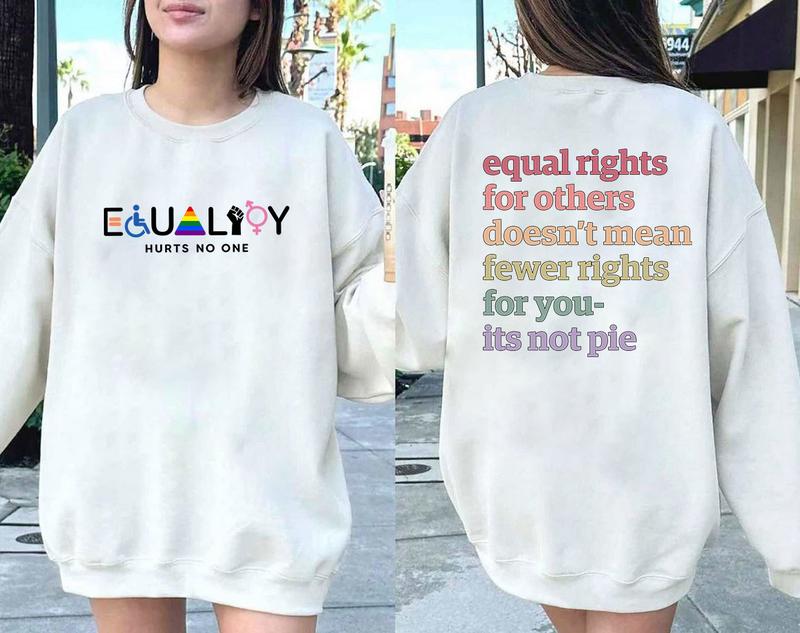 EQUALITY
HURTS NO ONE
944
equal rights
for others
doesn't mean
fewer rights
for you-
its not pie